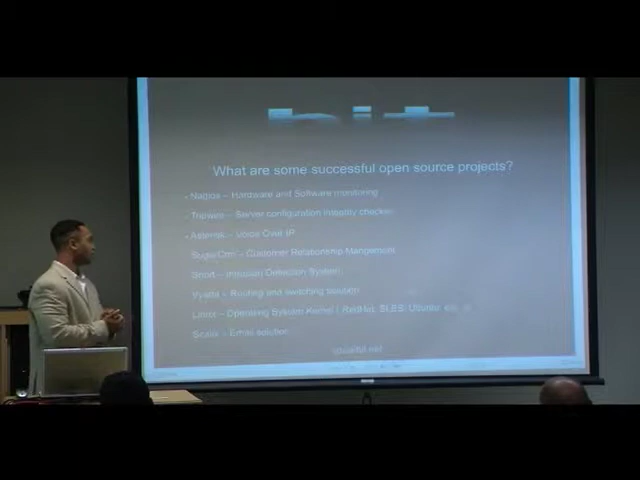 What are some successful open source projects?
- Nagios – Hardware and Software monitoring
- Tripwire – Server configuration integrity checker
- Asterisk – Voice Over IP
SugarCrm – Customer Relationship Mangement
Snort – Intrusion Detection System
Vyatta – Routing and switching solution
Linux – Operating System Kernel / RedHat, SLES, Ubuntu, etc
Scalix – Email solution